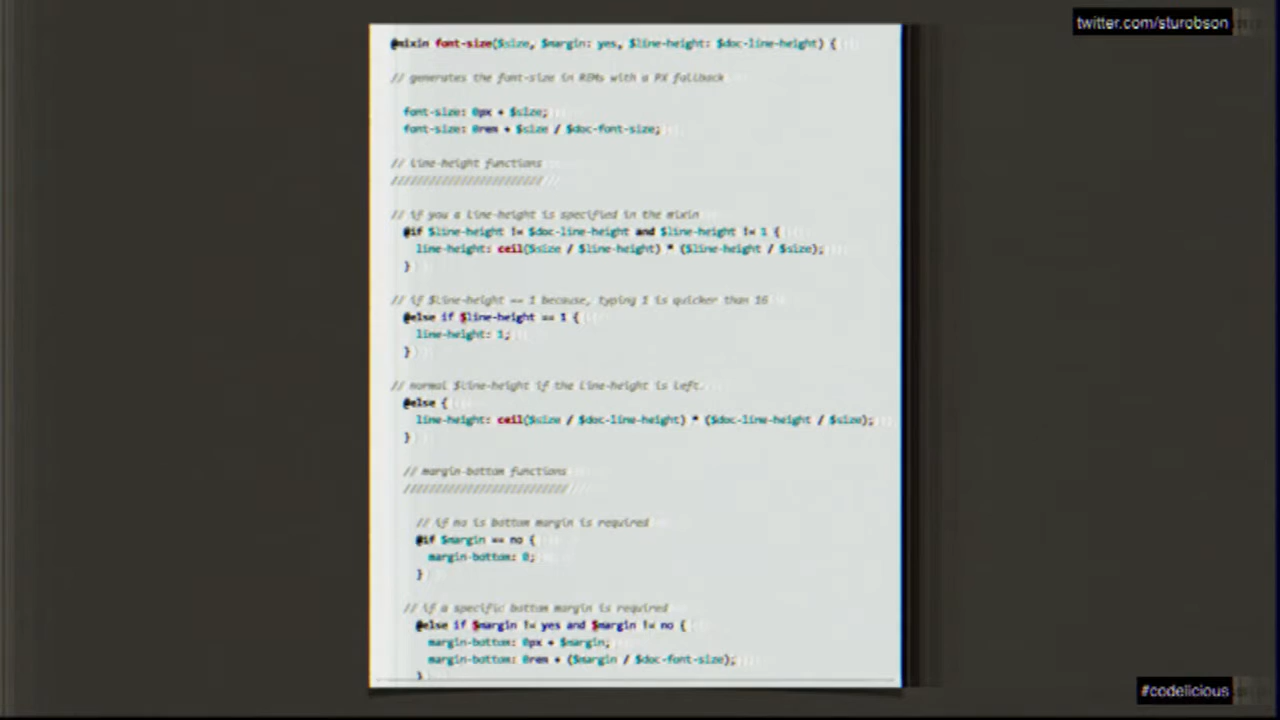 twitter.com/sturobson
@mixin font-size($size, $margin: yes, $line-height: $doc-line-height) {
// generates the font-size in REMs with a PX fallback
font-size: 0px + $size;
font-size: 0rem + $size / $doc-font-size;
// line-height functions
////////////////////////
// if you a line-height is specified in the mixin
@if $line-height != $doc-line-height and $line-height != 1 {
line-height: ceil($size / $line-height) * ($line-height / $size);
}
// if $line-height == 1 because, typing 1 is quicker than 16
@else if $line-height == 1 {
line-height: 1;
}
// normal $line-height if the line-height is left.
@else {
line-height: ceil($size / $doc-line-height) * ($doc-line-height / $size);
}
// margin-bottom functions
//////////////////////////
// if no is bottom margin is required
@if $margin == no {
margin-bottom: 0;
}
// if a specific bottom margin is required
@else if $margin != yes and $margin != no {
margin-bottom: 0px + $margin;
margin-bottom: 0rem + ($margin / $doc-font-size);
}
#codelicious